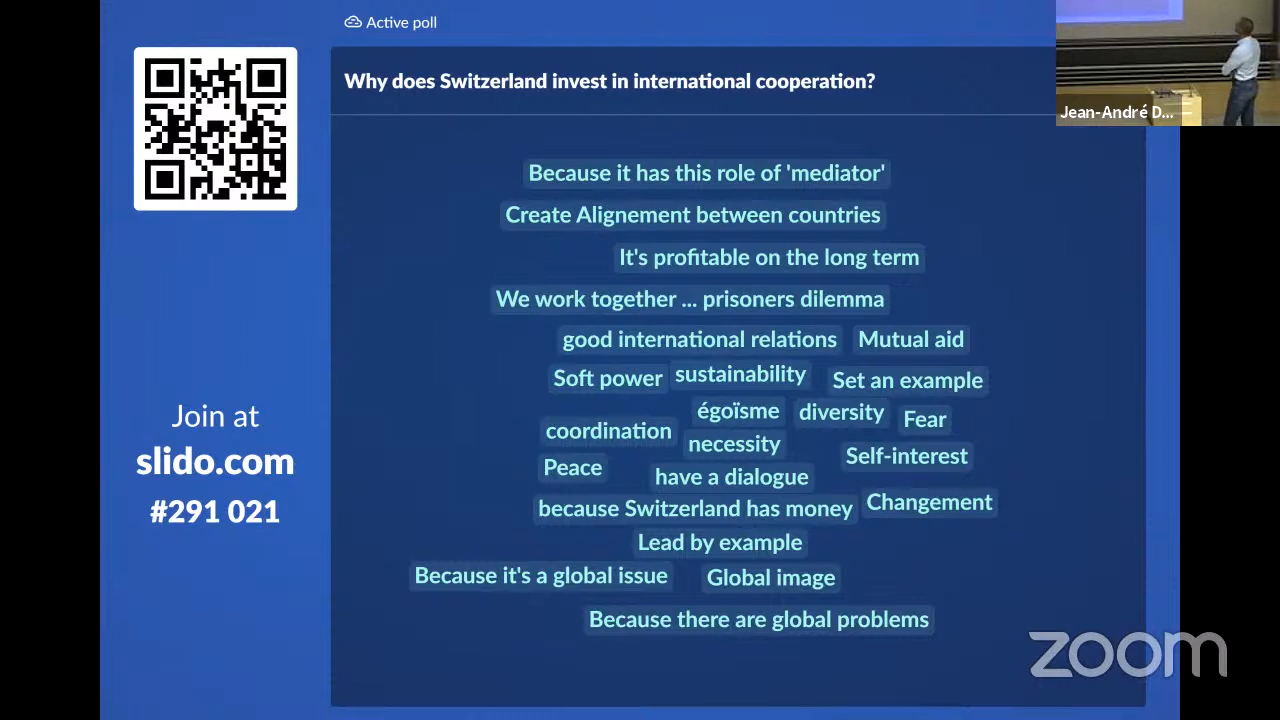 Active poll
Why does Switzerland invest in international cooperation?
Jean-André D...
Because it has this role of 'mediator'
Create Alignement between countries
It's profitable on the long term
We work together ... prisoners dilemma
good international relations
Mutual aid
Soft power
sustainability
Set an example
égoïsme
diversity
Fear
coordination
necessity
Self-interest
Peace
have a dialogue
because Switzerland has money
Changement
Lead by example
Because it's a global issue
Global image
Because there are global problems
Join at
slido.com
#291 021
zoom